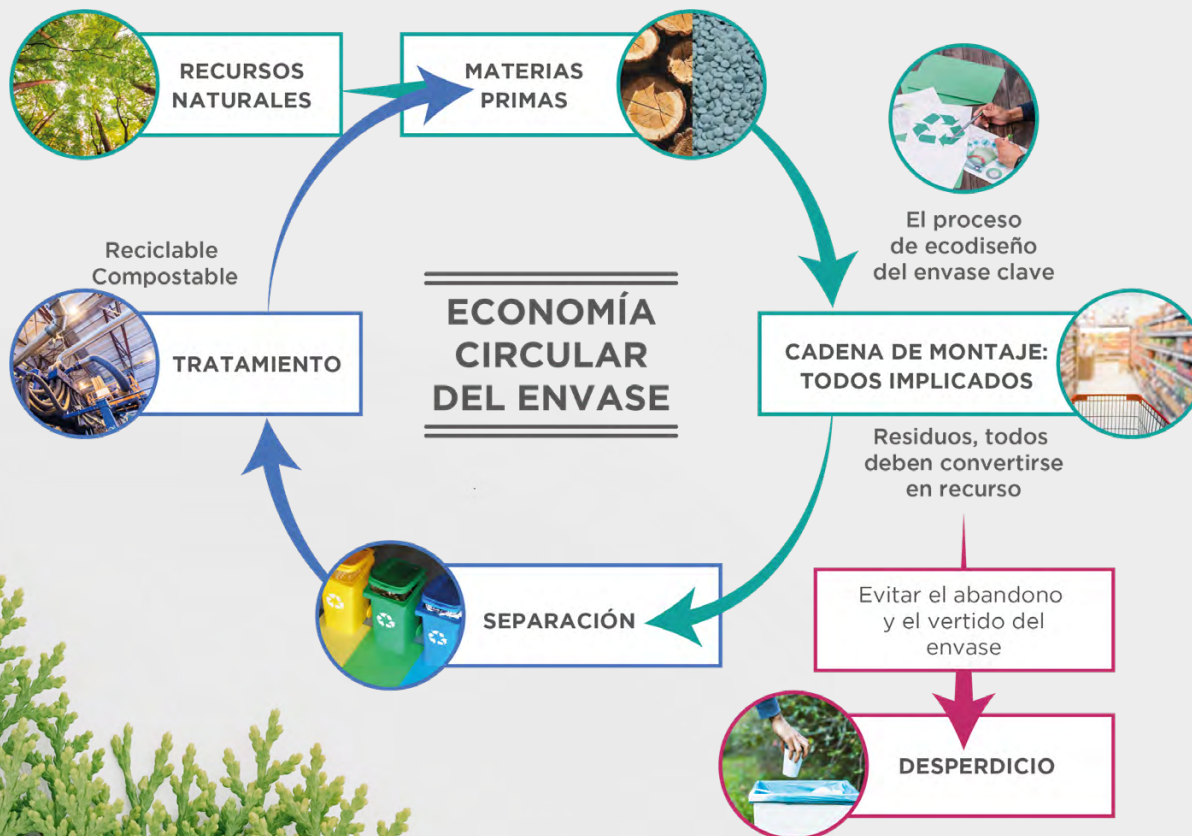 RECURSOS
NATURALES
MATERIAS
PRIMAS
El proceso
de ecodiseño
del envase clave
Reciclable
Compostable
TRATAMIENTO
ECONOMÍA
CIRCULAR
DEL ENVASE
CADENA DE MONTAJE:
TODOS IMPLICADOS
Residuos, todos
deben convertirse
en recurso
SEPARACIÓN
Evitar el abandono
y el vertido del
envase
DESPERDICIO